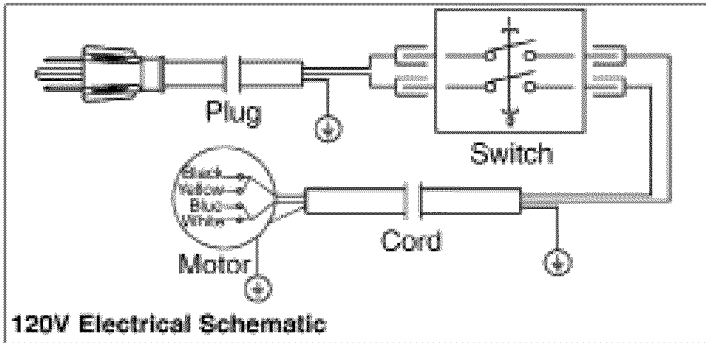 Plug
Switch
Black
Yellow
Blue
White
Cord
Motor
120V Electrical Schematic